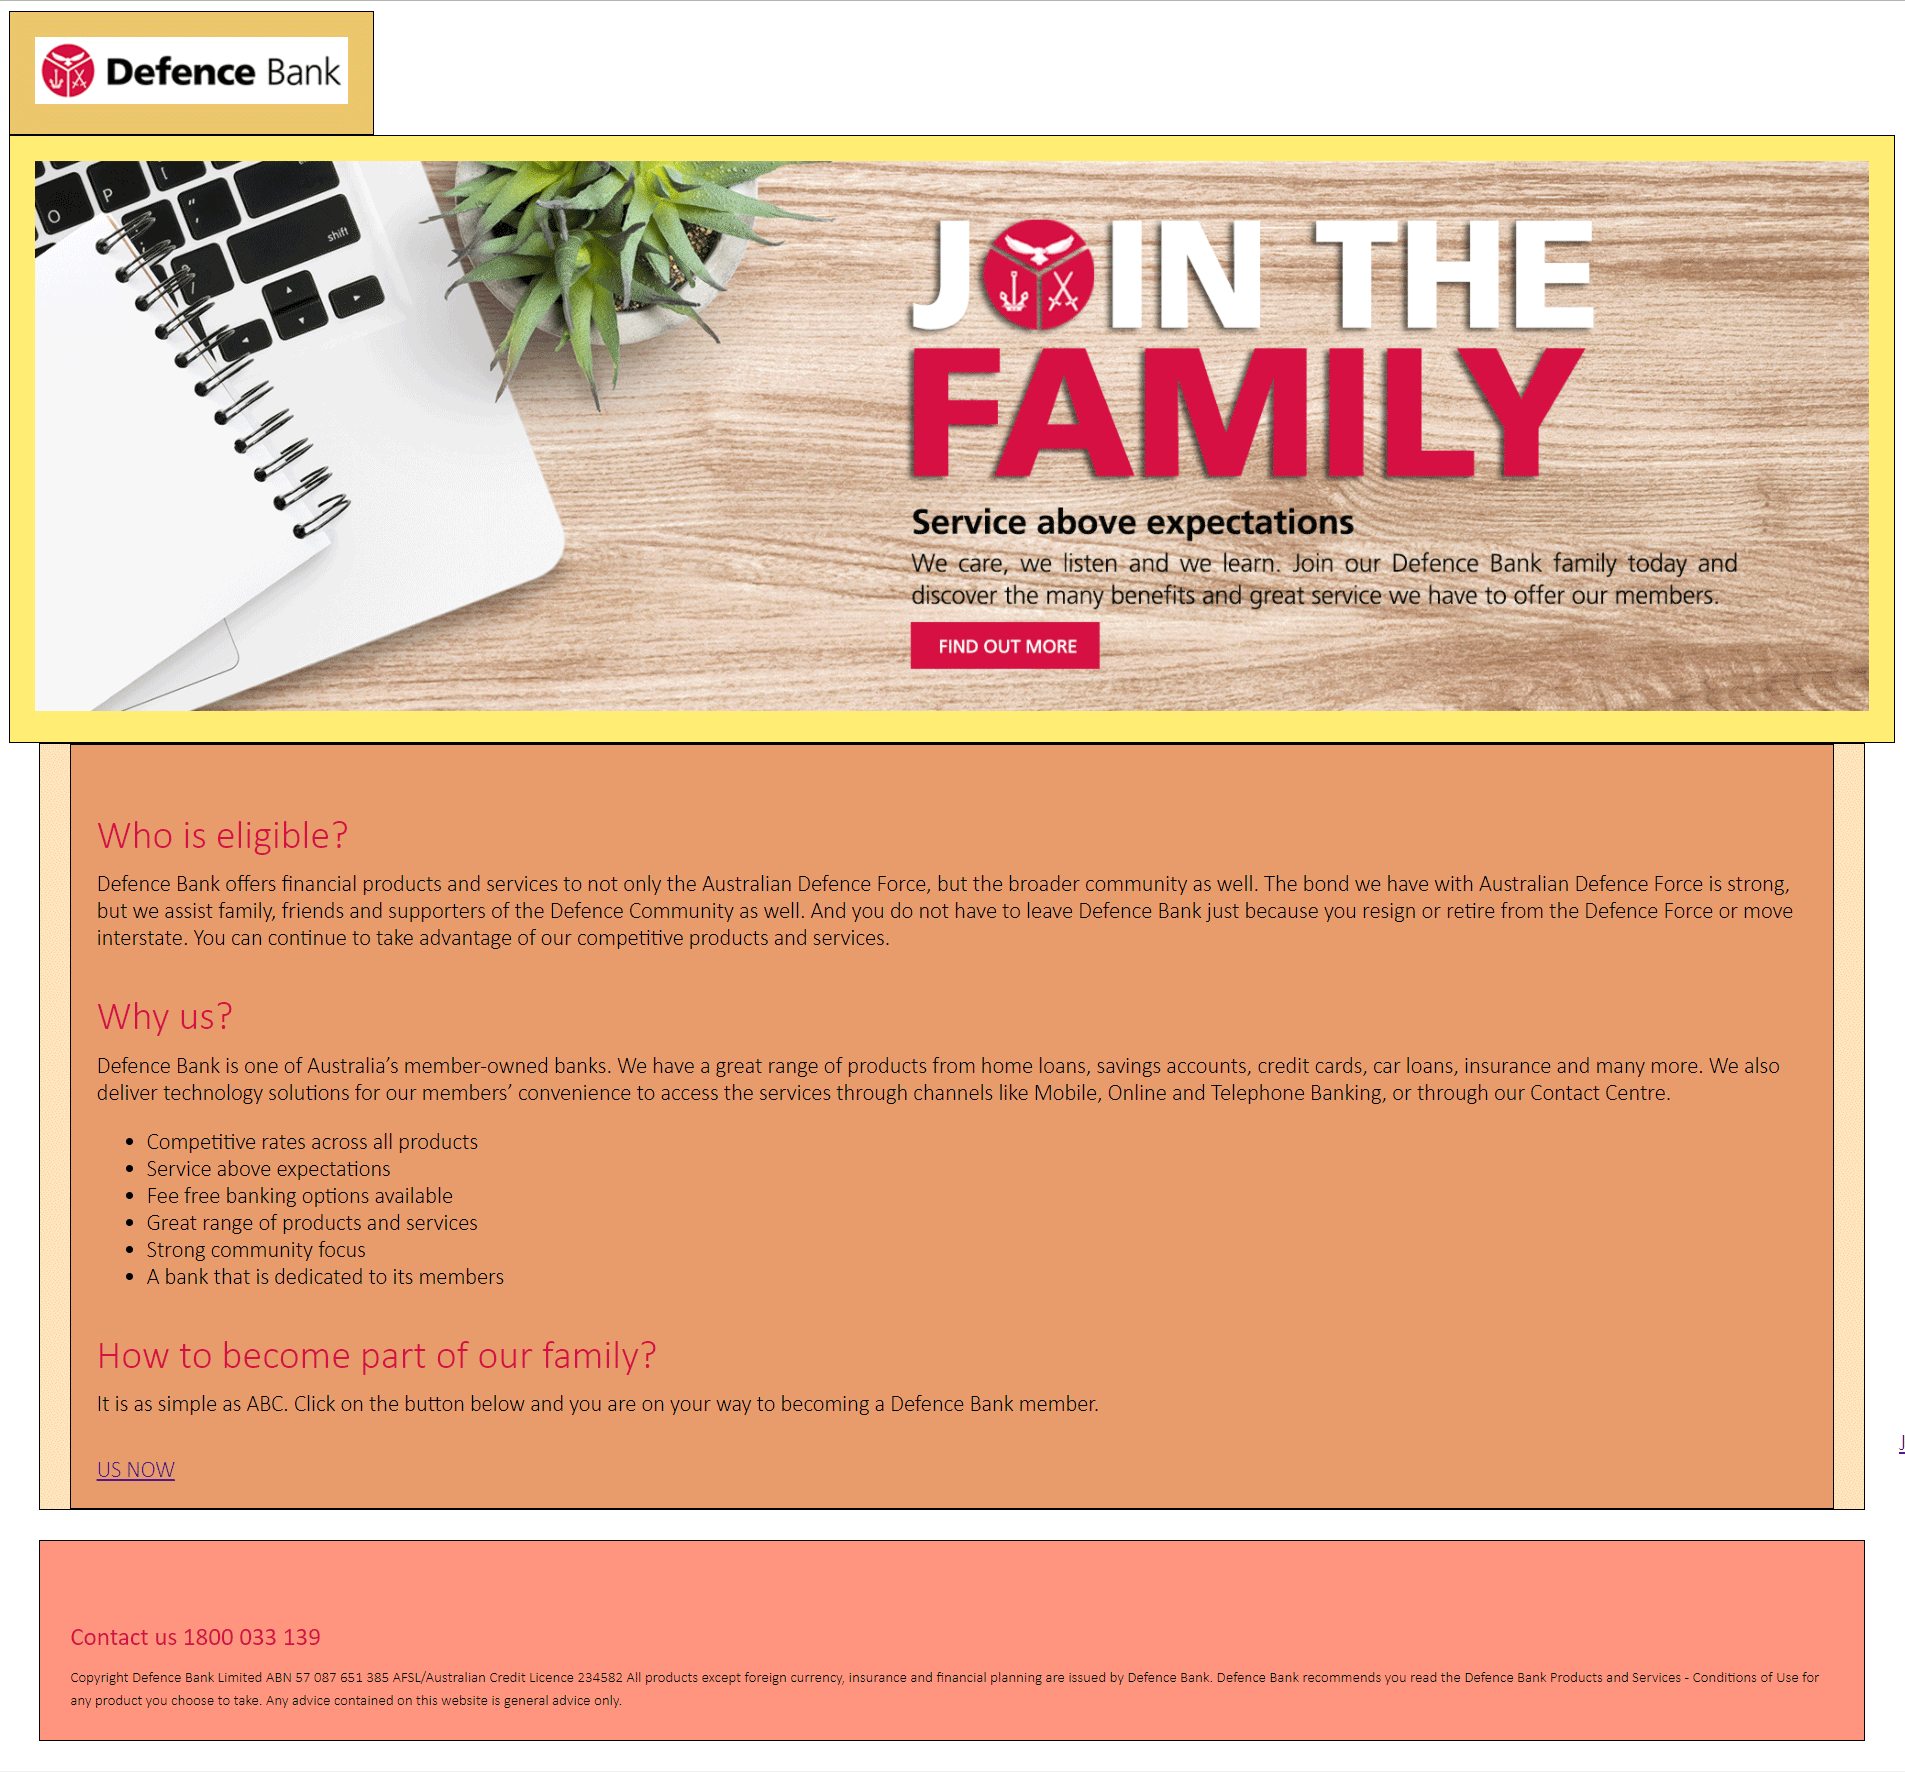 Defence Bank
O P [ " shift
JOIN THE
FAMILY
Service above expectations
We care, we listen and we learn. Join our Defence Bank family today and
discover the many benefits and great service we have to offer our members.
FIND OUT MORE
Who is eligible?
Defence Bank offers financial products and services to not only the Australian Defence Force, but the broader community as well. The bond we have with Australian Defence Force is strong,
but we assist family, friends and supporters of the Defence Community as well. And you do not have to leave Defence Bank just because you resign or retire from the Defence Force or move
interstate. You can continue to take advantage of our competitive products and services.
Why us?
Defence Bank is one of Australia’s member-owned banks. We have a great range of products from home loans, savings accounts, credit cards, car loans, insurance and many more. We also
deliver technology solutions for our members’ convenience to access the services through channels like Mobile, Online and Telephone Banking, or through our Contact Centre.
• Competitive rates across all products
• Service above expectations
• Fee free banking options available
• Great range of products and services
• Strong community focus
• A bank that is dedicated to its members
How to become part of our family?
It is as simple as ABC. Click on the button below and you are on your way to becoming a Defence Bank member.
J
US NOW
Contact us 1800 033 139
Copyright Defence Bank Limited ABN 57 087 651 385 AFSL/Australian Credit Licence 234582 All products except foreign currency, insurance and financial planning are issued by Defence Bank. Defence Bank recommends you read the Defence Bank Products and Services - Conditions of Use for
any product you choose to take. Any advice contained on this website is general advice only.